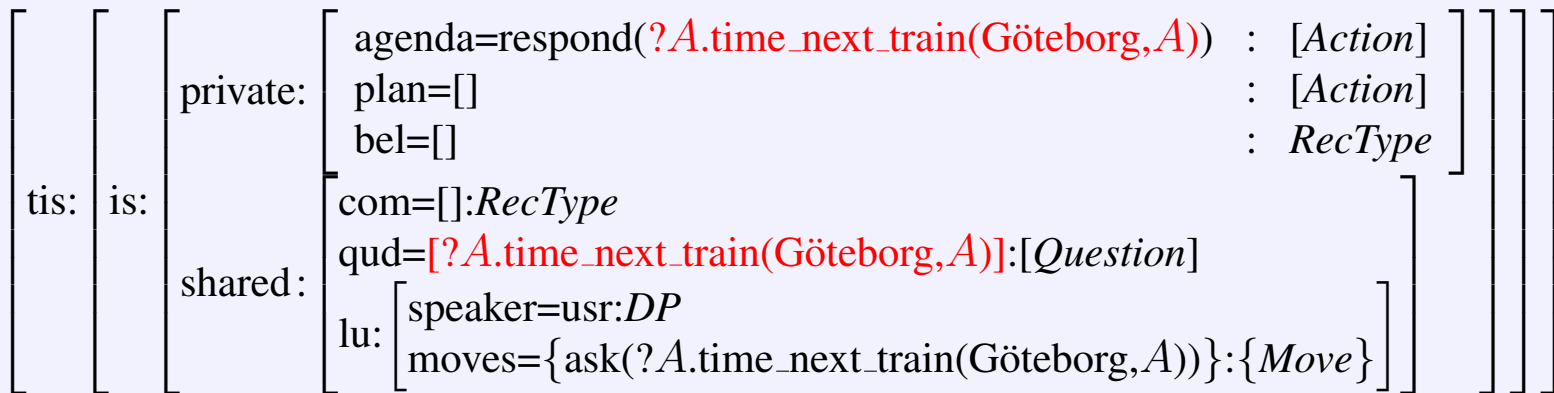 agenda=respond(?A.time_next_train(Göteborg,A)) : [Action]
private: plan=[] : [Action]
bel=[] : RecType
com=[]:RecType
tis: is: qud=[?A.time_next_train(Göteborg,A)]:[Question]
shared: lu: speaker=usr:DP
moves={ask(?A.time_next_train(Göteborg,A))}:{Move}